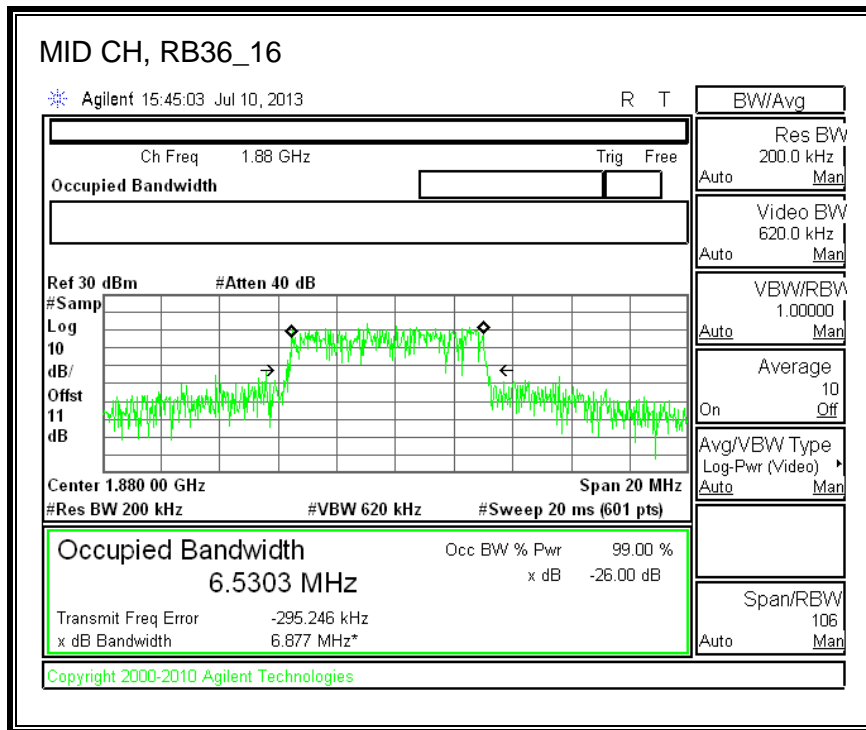 MID CH, RB36_16
Agilent 15:45:03 Jul 10, 2013 R T
BW/Avg
Ch Freq 1.88 GHz Trig Free
Occupied Bandwidth
Res BW
200.0 kHz
Auto Man
Video BW
620.0 kHz
Auto Man
VBW/RBW
1.00000
Auto Man
Average
10
On Off
Avg/VBW Type
Log-Pwr (Video)
Auto Man
Span/RBW
106
Auto Man
Ref 30 dBm #Atten 40 dB
#Samp
Log
10
dB/
Offst
11
dB
Center 1.880 00 GHz Span 20 MHz
#Res BW 200 kHz #VBW 620 kHz #Sweep 20 ms (601 pts)
Occupied Bandwidth
6.5303 MHz
Occ BW % Pwr 99.00 %
x dB -26.00 dB
Transmit Freq Error -295.246 kHz
x dB Bandwidth 6.877 MHz*
Copyright 2000-2010 Agilent Technologies